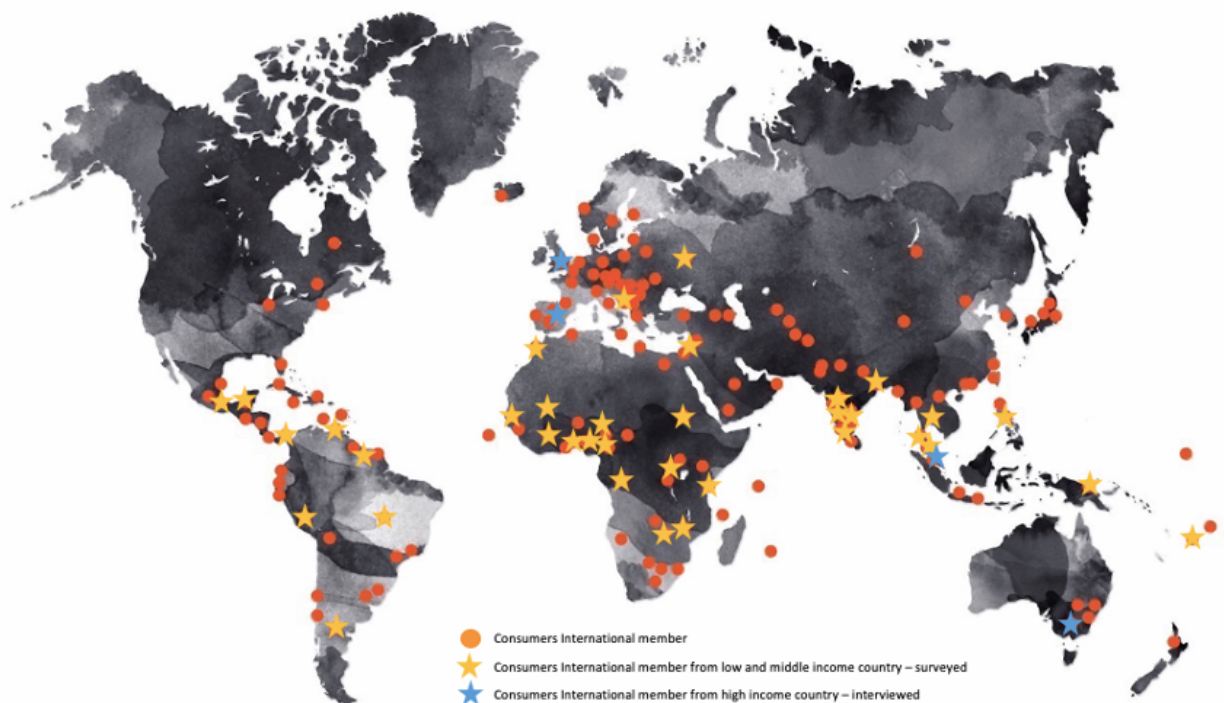 Consumers International member
Consumers International member from low and middle income country – surveyed
Consumers International member from high income country – interviewed